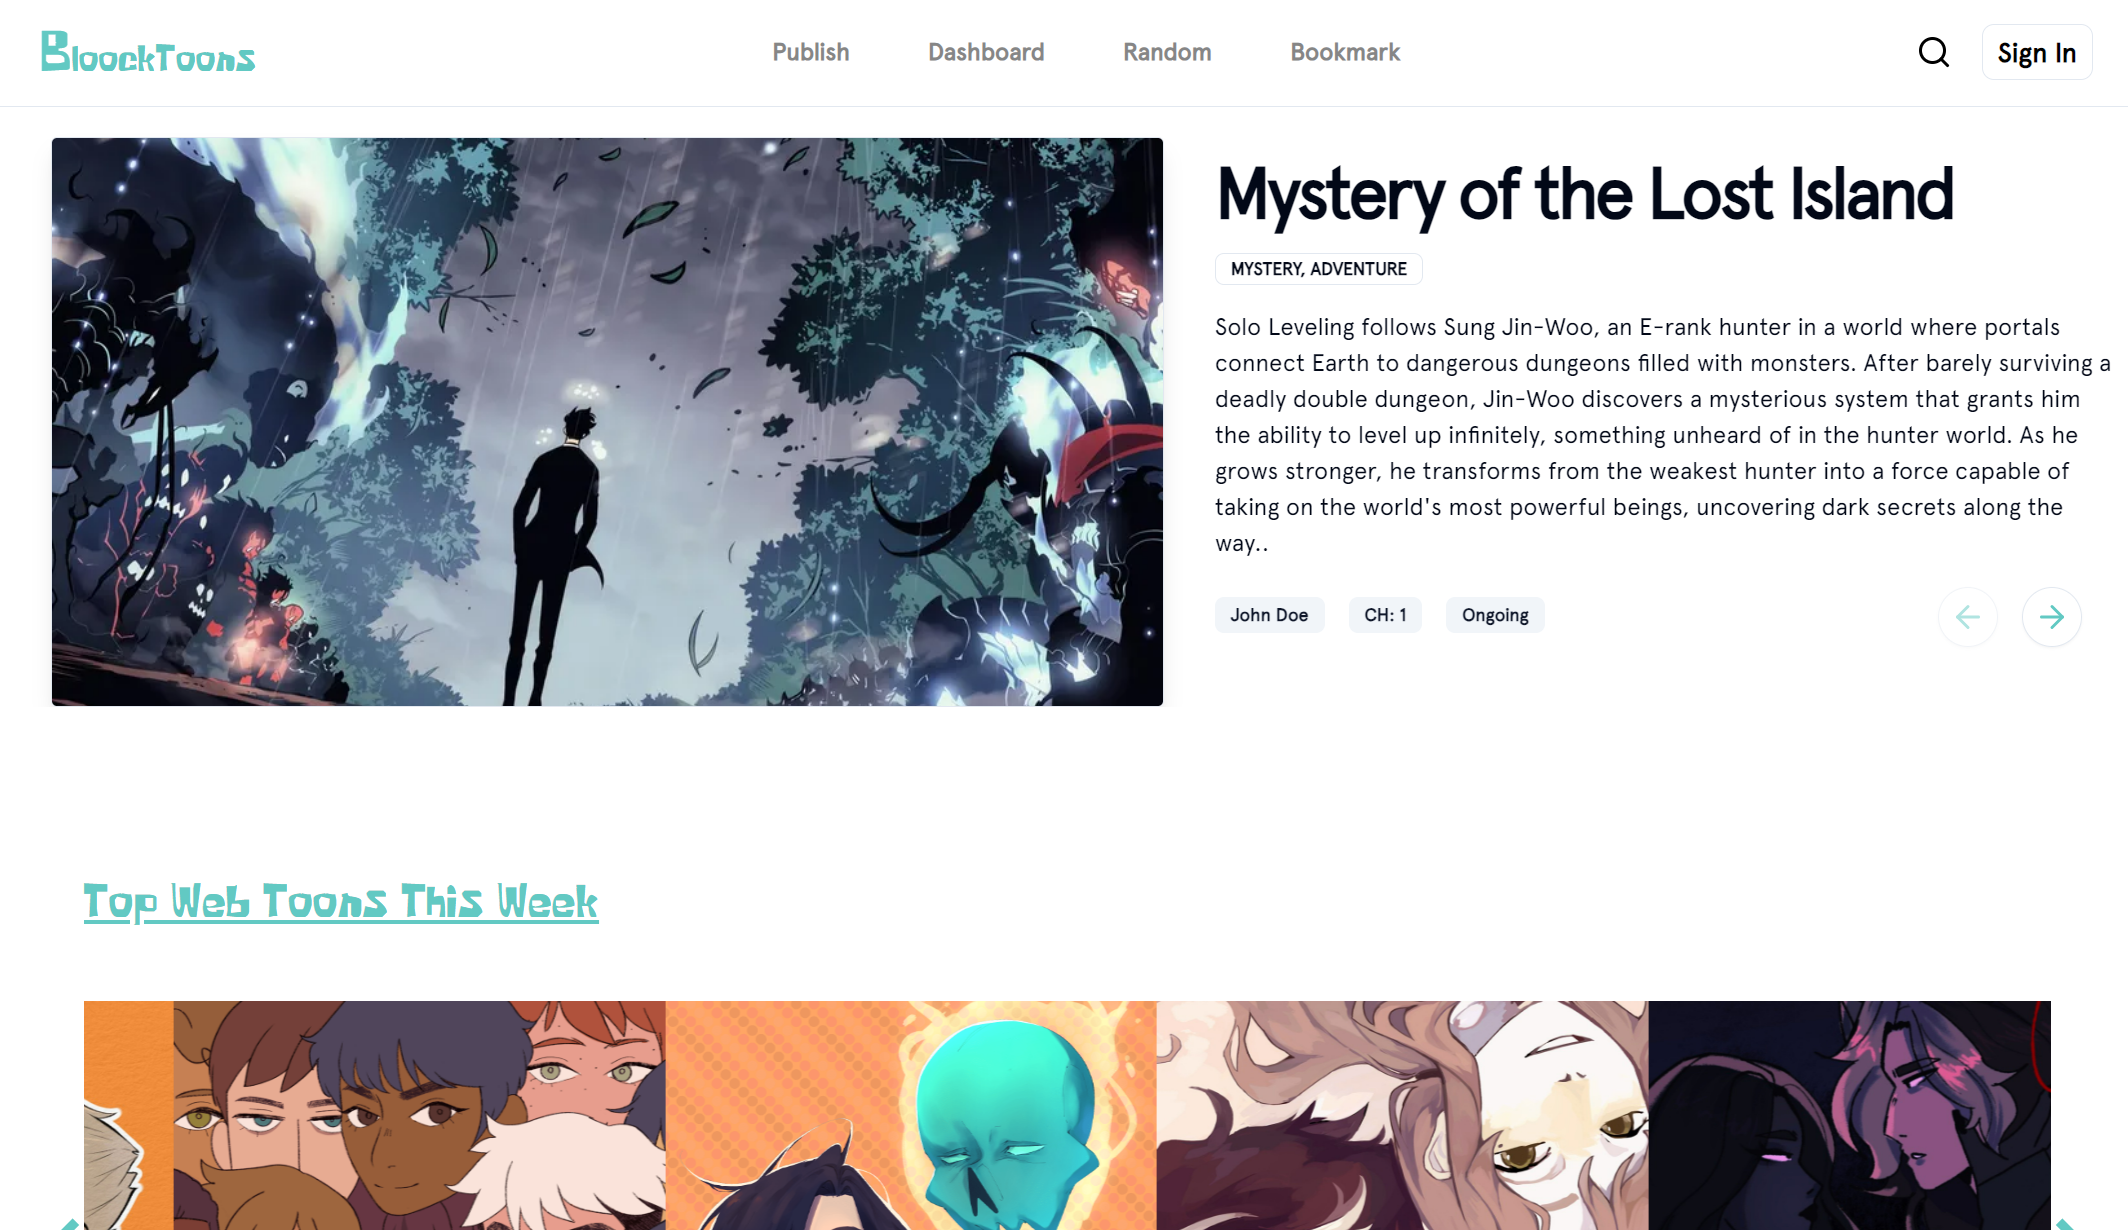 BloockToons
Publish
Dashboard
Random
Bookmark
Sign In
Mystery of the Lost Island
MYSTERY, ADVENTURE
Solo Leveling follows Sung Jin-Woo, an E-rank hunter in a world where portals
connect Earth to dangerous dungeons filled with monsters. After barely surviving a
deadly double dungeon, Jin-Woo discovers a mysterious system that grants him
the ability to level up infinitely, something unheard of in the hunter world. As he
grows stronger, he transforms from the weakest hunter into a force capable of
taking on the world's most powerful beings, uncovering dark secrets along the
way..
John Doe
CH: 1
Ongoing
Top Web Toons This Week